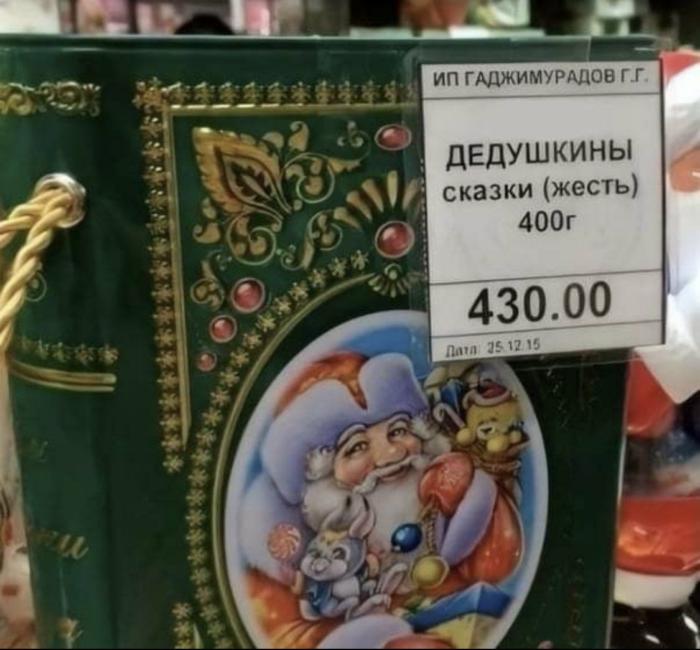 ИП ГАДЖИМУРАДОВ Г.Г.
ДЕДУШКИНЫ
сказки (жесть)
400г
430.00
Дата: 25.12.15